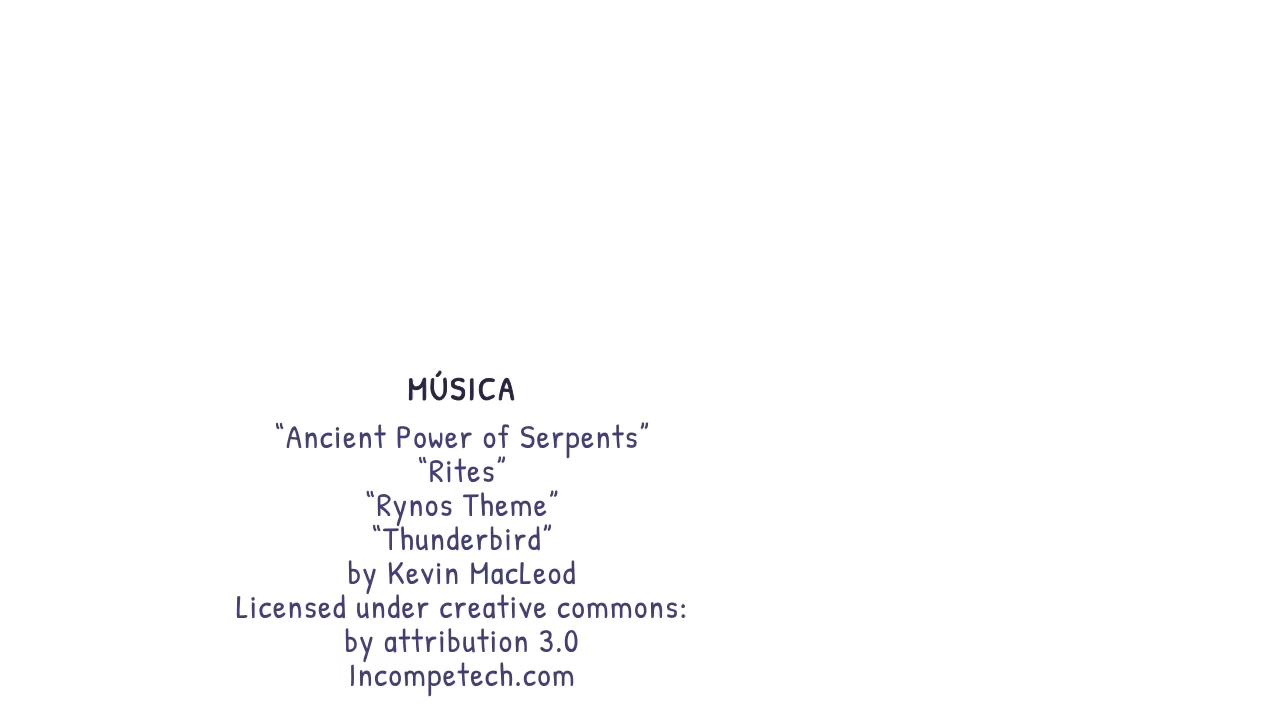 MÚSICA
“Ancient Power of Serpents”
“Rites”
“Rynos Theme”
“Thunderbird”
by Kevin MacLeod
Licensed under creative commons:
by attribution 3.0
Incompetech.com